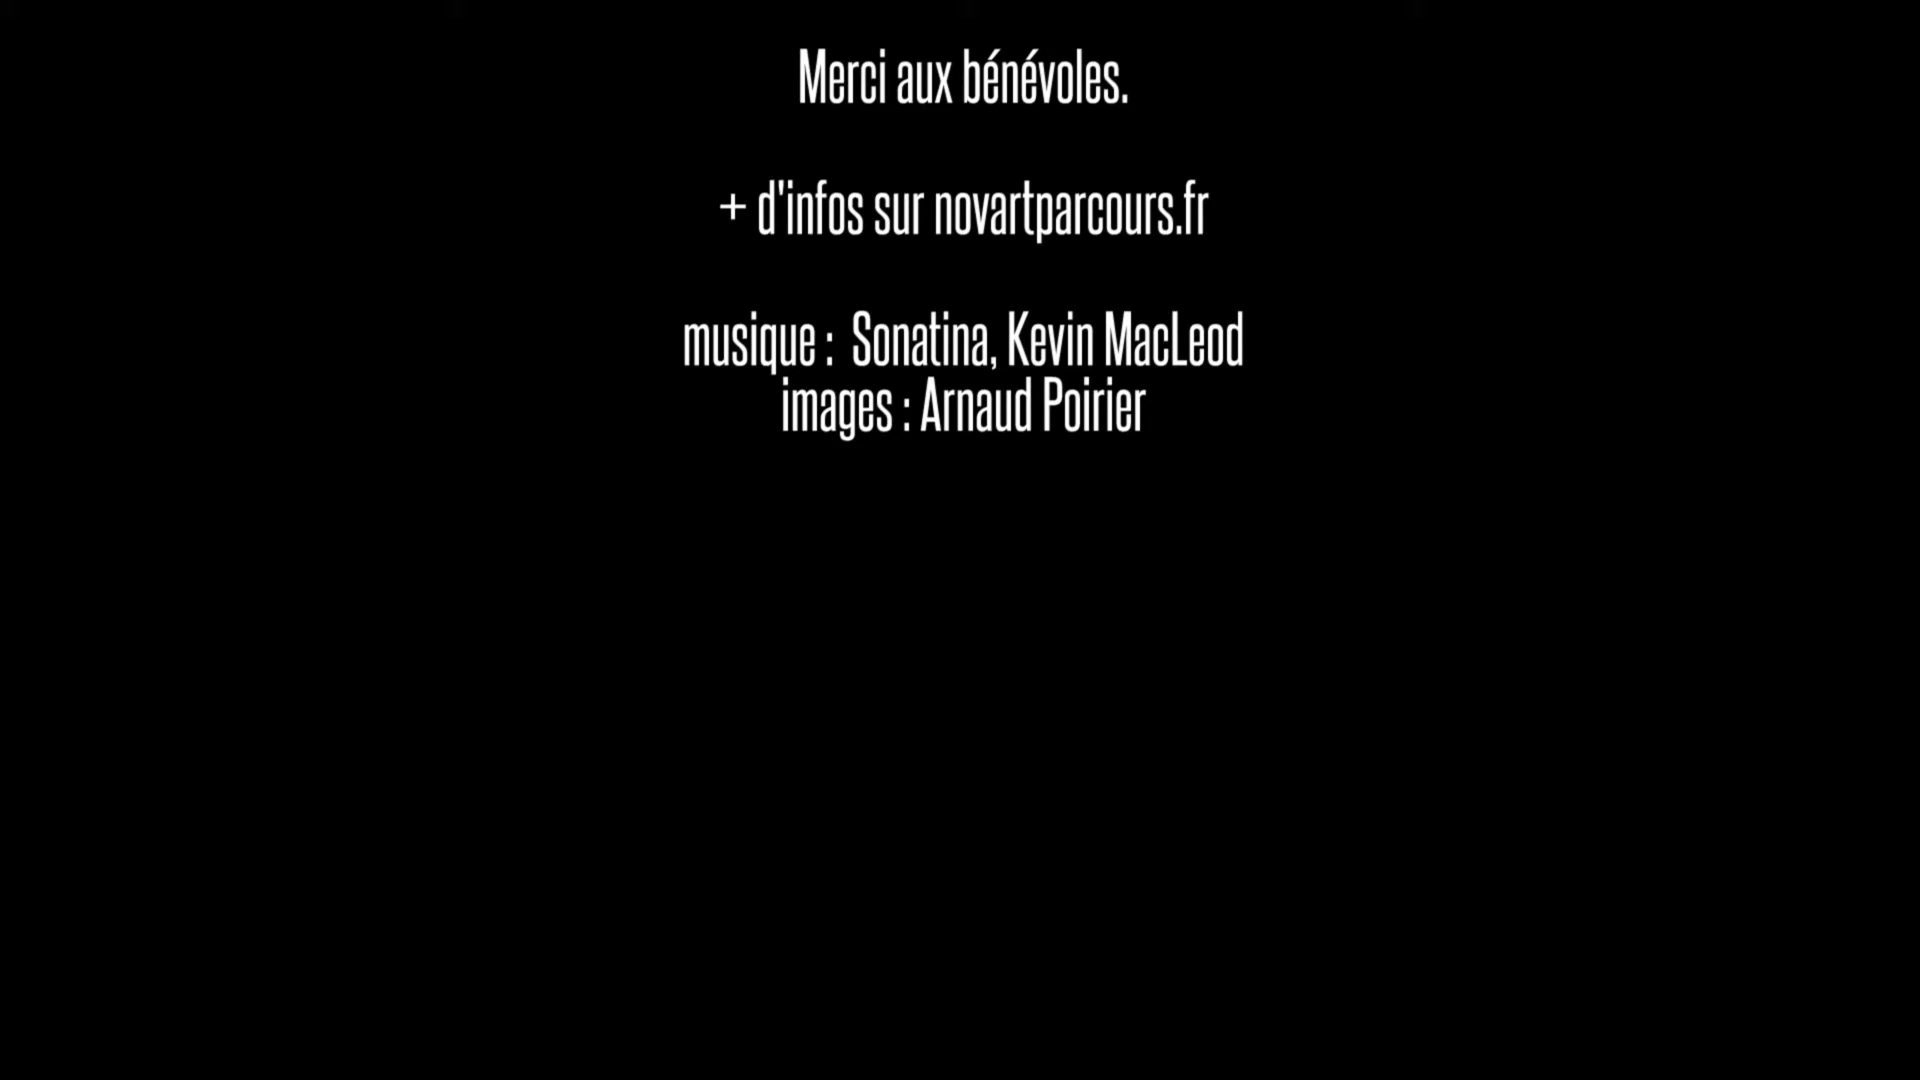 Merci aux bénévoles.
+ d'infos sur novartparcours.fr
musique : Sonatina, Kevin MacLeod
images : Arnaud Poirier